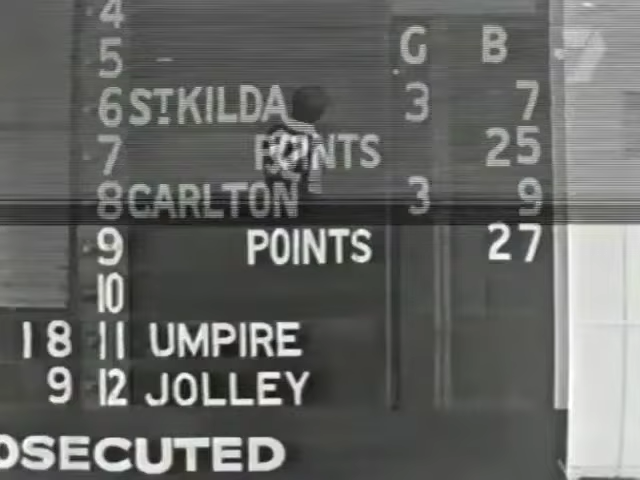 4
5 G B
6 ST KILDA 3 7
7 POINTS 25
8 CARLTON 3 9
9 POINTS 27
10
18 11 UMPIRE
9 12 JOLLEY
OSECUTED